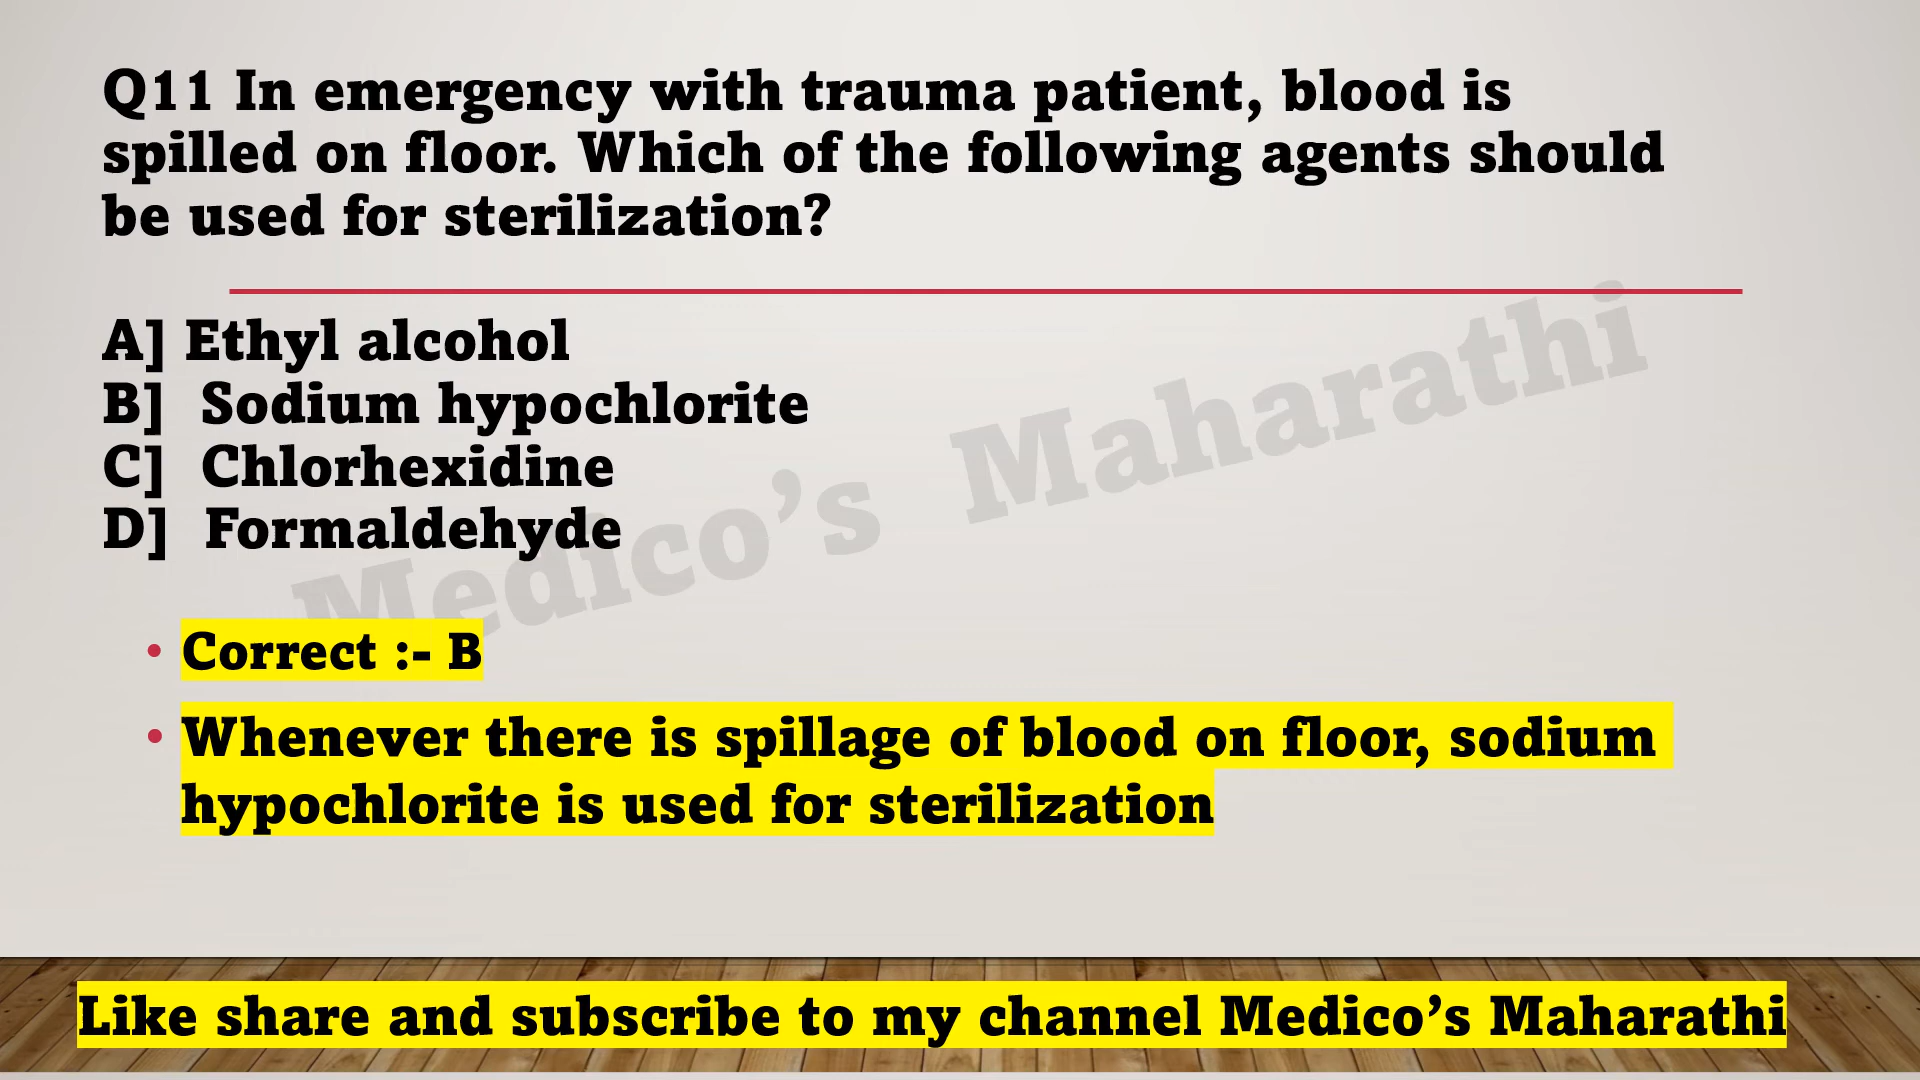 Q11 In emergency with trauma patient, blood is
spilled on floor. Which of the following agents should
be used for sterilization?
A] Ethyl alcohol
B] Sodium hypochlorite
C] Chlorhexidine
D] Formaldehyde
Medico’s Maharathi
• Correct :- B
• Whenever there is spillage of blood on floor, sodium
hypochlorite is used for sterilization
Like share and subscribe to my channel Medico’s Maharathi